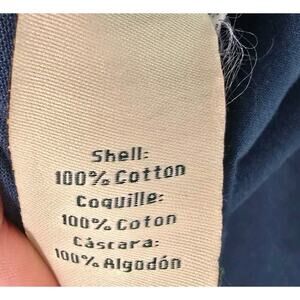 Shell:
100% Cotton
Coquille:
100% Coton
Cáscara:
100% Algodón